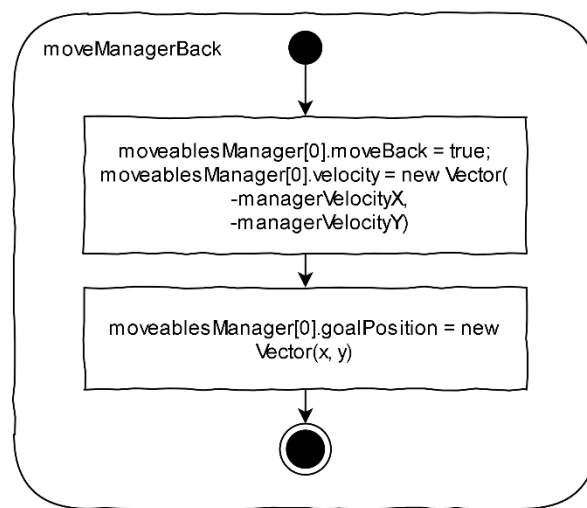 moveManagerBack
moveablesManager[0].moveBack = true;
moveablesManager[0].velocity = new Vector(
-managerVelocityX,
-managerVelocityY)
moveablesManager[0].goalPosition = new
Vector(x, y)